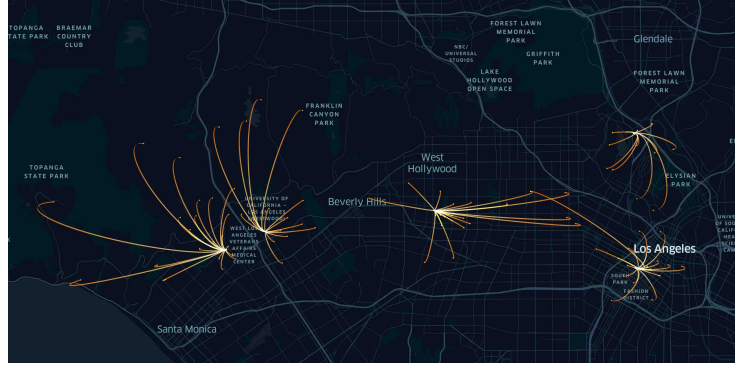 TOPANGA
TATE PARK
BRAEMAR
COUNTRY
CLUB
FOREST LAWN
MEMORIAL
PARK
NBC/
UNIVERSAL
STUDIOS
GRIFFITH
PARK
Glendale
LAKE
HOLLYWOOD
OPEN SPACE
FOREST LAWN
MEMORIAL
PARK
FRANKLIN
CANYON
PARK
West
Hollywood
TOPANGA
STATE PARK
ELYSIAN
PARK
UNIVERSITY OF
CALIFORNIA -
LOS ANGELES
Beverly Hills
WEST LOS
ANGELES
VETERANS
AFFAIRS
MEDICAL
CENTER
Los Angeles
SOUTH
PARK
FASHION
DISTRICT
Santa Monica